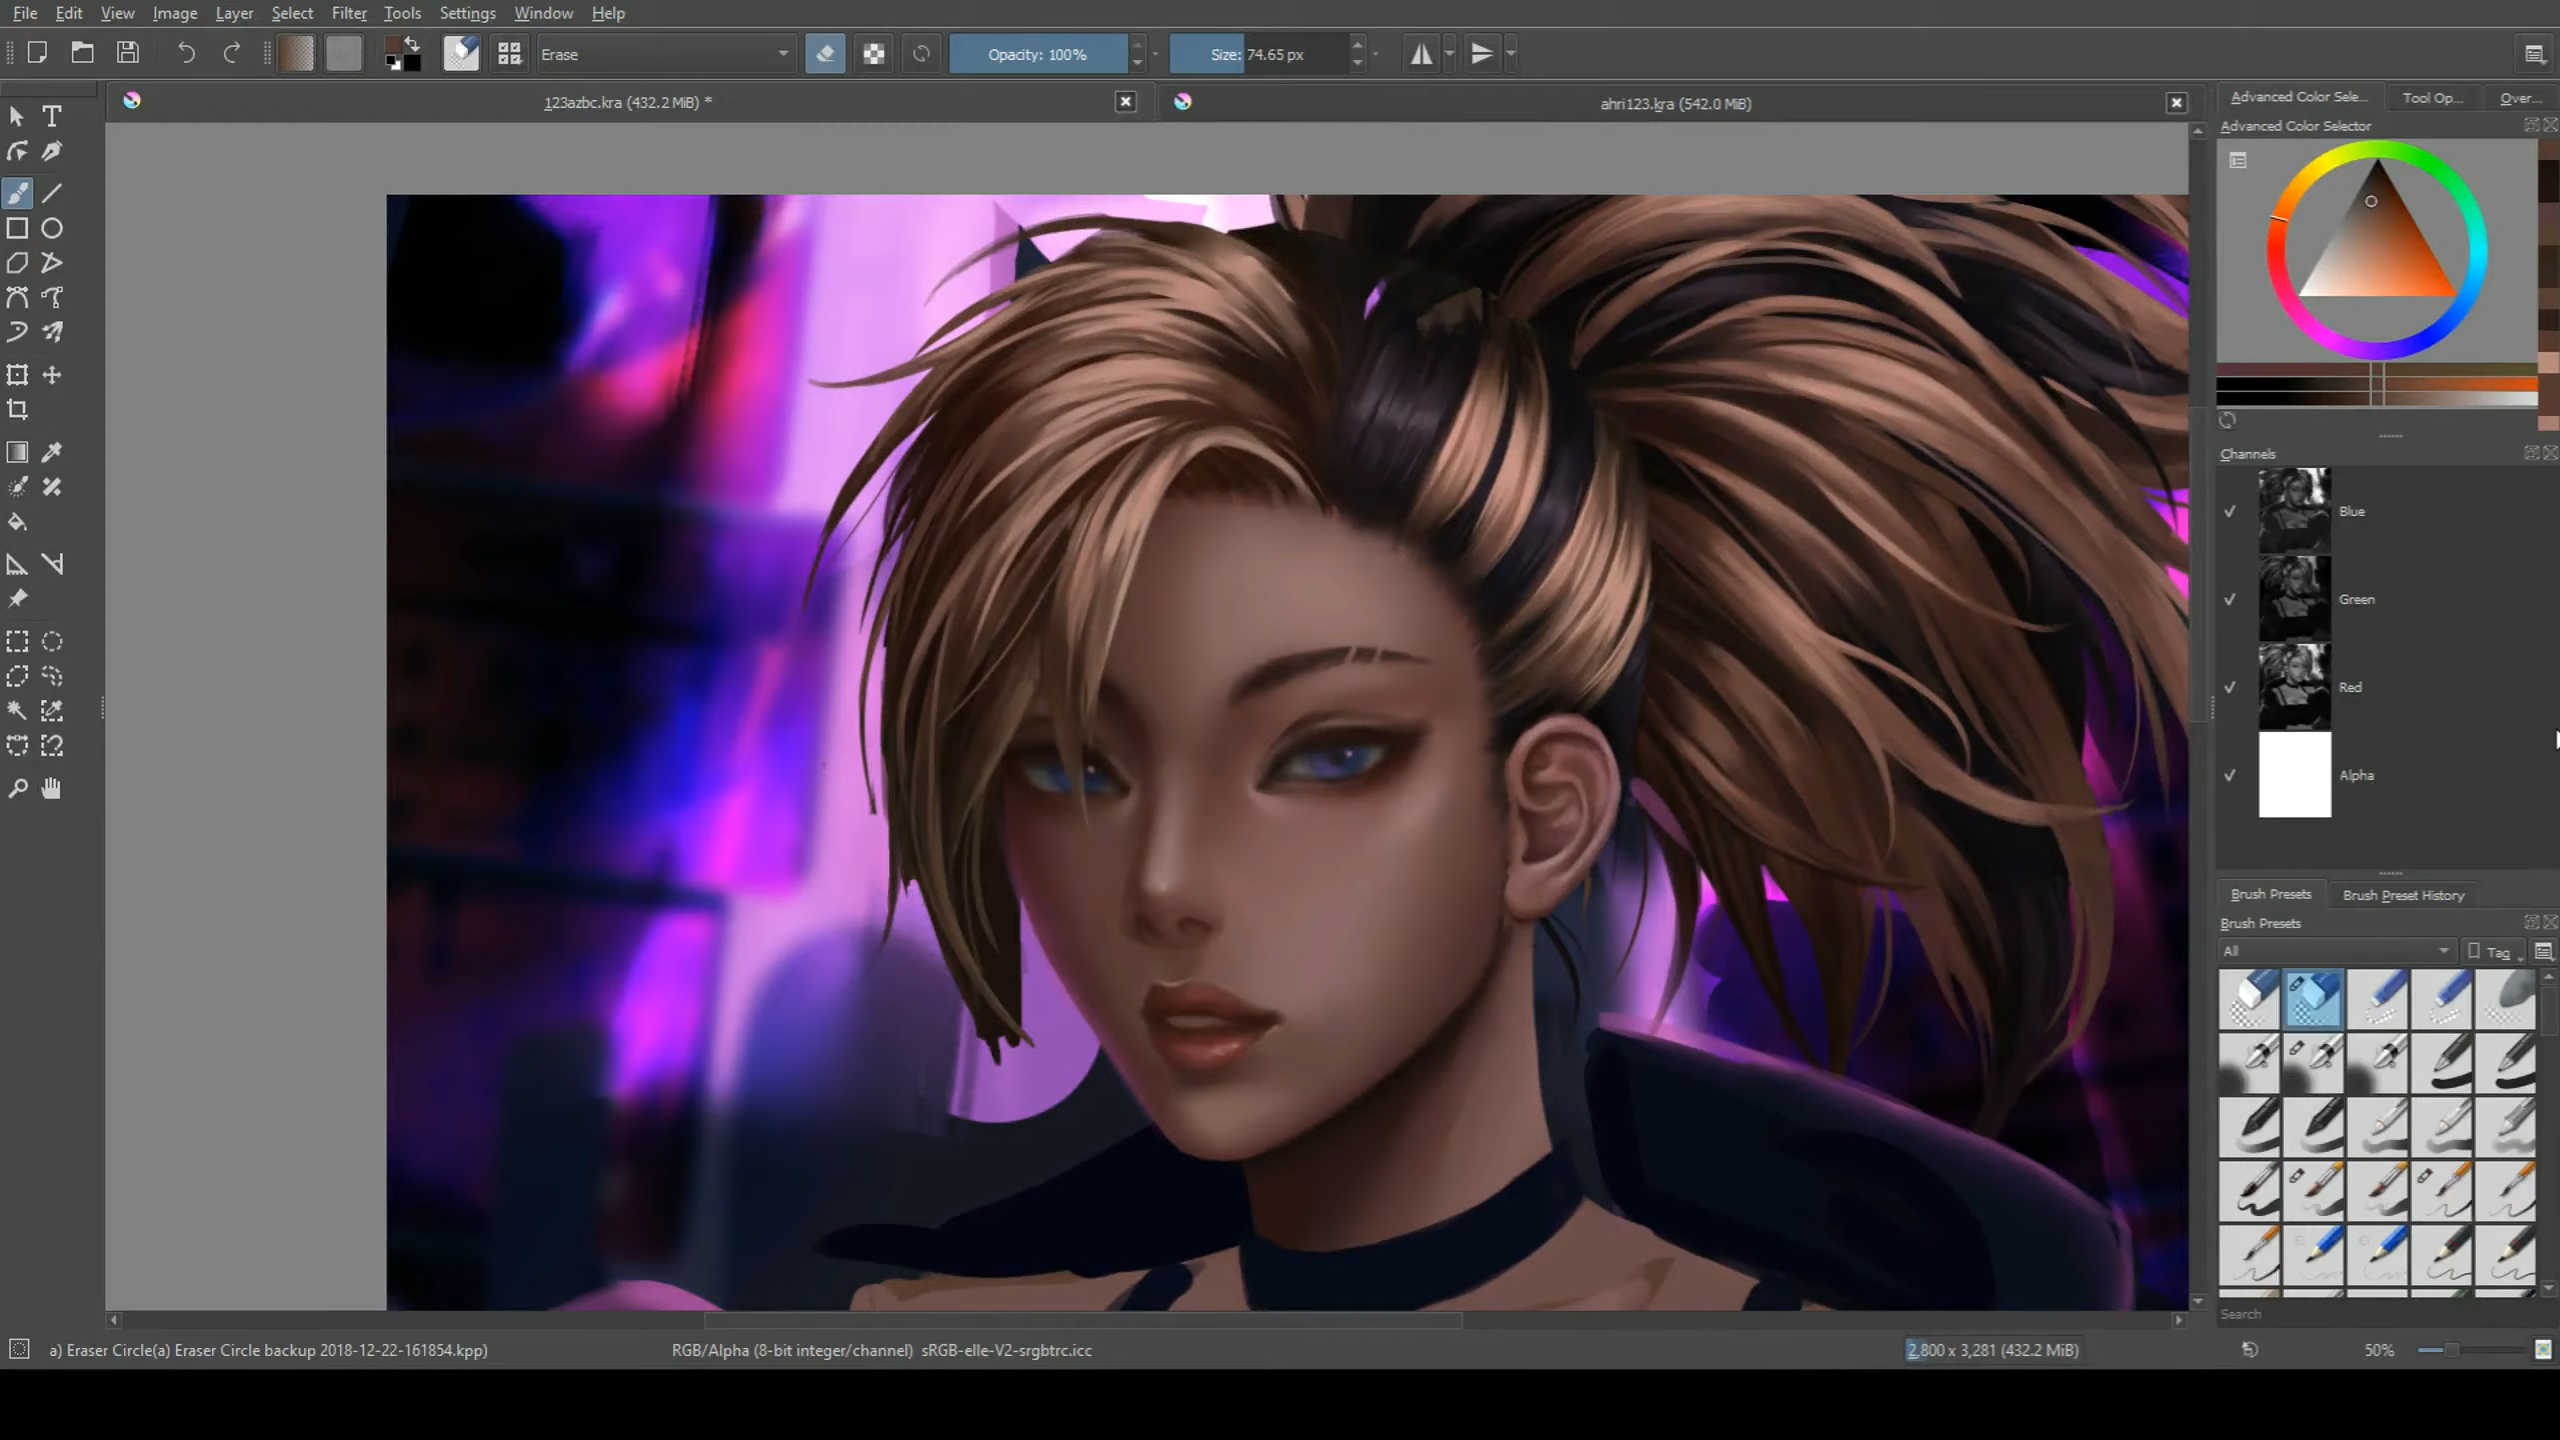 File Edit View Image Layer Select Filter Tools Settings Window Help
Erase Opacity: 100% Size: 74.65 px
123azbc.kra (432.2 MiB) * ahri123.kra (542.0 MiB)
Advanced Color Sele... Tool Op... Over...
Advanced Color Selector
Channels
Blue
Green
Red
Alpha
Brush Presets Brush Preset History
Brush Presets
All Tag
Search
a) Eraser Circle(a) Eraser Circle backup 2018-12-22-161854.kpp) RGB/Alpha (8-bit integer/channel) sRGB-elle-V2-srgbtrc.icc 2,800 x 3,281 (432.2 MiB) 50%